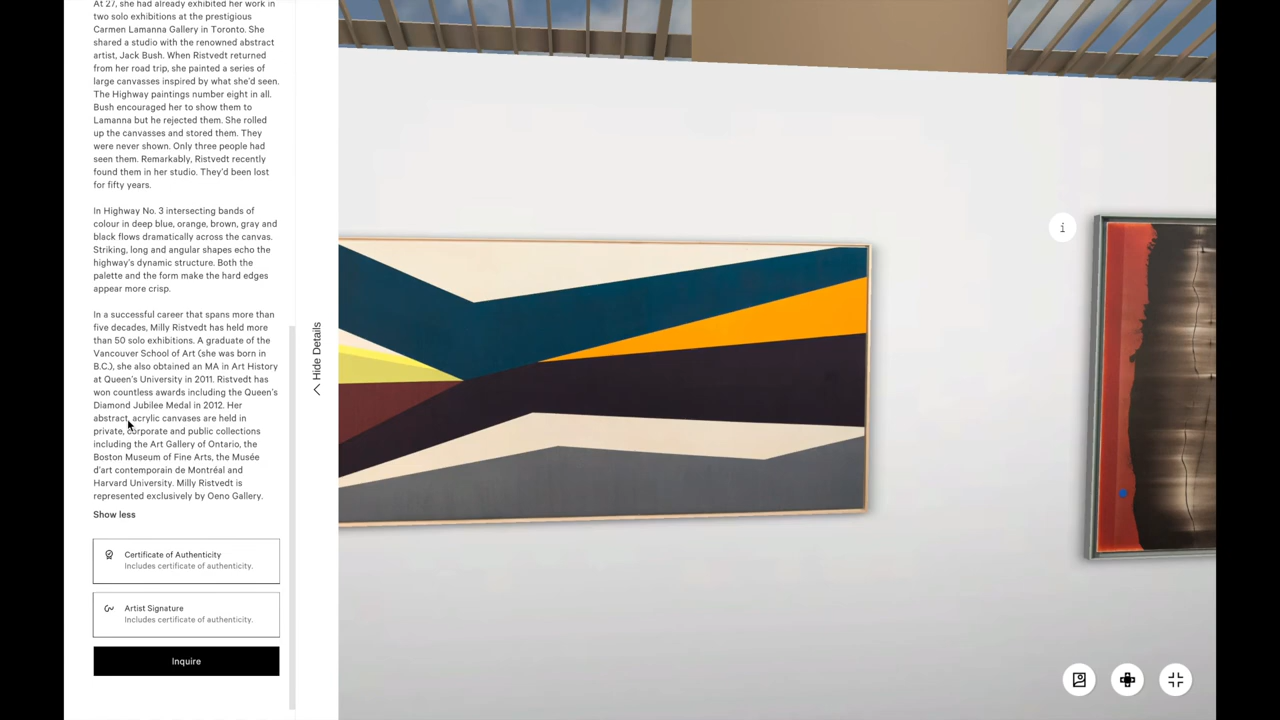 At 27, she had already exhibited her work in
two solo exhibitions at the prestigious
Carmen Lamanna Gallery in Toronto. She
shared a studio with the renowned abstract
artist, Jack Bush. When Ristvedt returned
from her road trip, she painted a series of
large canvasses inspired by what she'd seen.
The Highway paintings number eight in all.
Bush encouraged her to show them to
Lamanna but he rejected them. She rolled
up the canvasses and stored them. They
were never shown. Only three people had
seen them. Remarkably, Ristvedt recently
found them in her studio. They'd been lost
for fifty years.
In Highway No. 3 intersecting bands of
colour in deep blue, orange, brown, gray and
black flows dramatically across the canvas.
Striking, long and angular shapes echo the
highway's dynamic structure. Both the
palette and the form make the hard edges
appear more crisp.
In a successful career that spans more than
five decades, Milly Ristvedt has held more
than 50 solo exhibitions. A graduate of the
Vancouver School of Art (she was born in
B.C.), she also obtained an MA in Art History
at Queen's University in 2011. Ristvedt has
won countless awards including the Queen's
Diamond Jubilee Medal in 2012. Her
abstract, acrylic canvases are held in
private, corporate and public collections
including the Art Gallery of Ontario, the
Boston Museum of Fine Arts, the Musée
d'art contemporain de Montréal and
Harvard University. Milly Ristvedt is
represented exclusively by Oeno Gallery.
Show less
Certificate of Authenticity
Includes certificate of authenticity.
Artist Signature
Includes certificate of authenticity.
Inquire
Hide Details
i